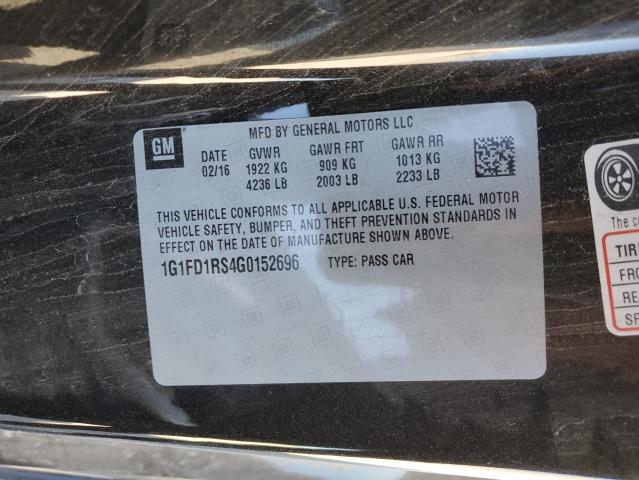 MFD BY GENERAL MOTORS LLC
GM
DATE GVWR GAWR FRT GAWR RR
02/16 1922 KG 909 KG 1013 KG
4236 LB 2003 LB 2233 LB
THIS VEHICLE CONFORMS TO ALL APPLICABLE U.S. FEDERAL MOTOR
VEHICLE SAFETY, BUMPER, AND THEFT PREVENTION STANDARDS IN
EFFECT ON THE DATE OF MANUFACTURE SHOWN ABOVE.
1G1FD1RS4G0152696 TYPE: PASS CAR
The co
TIR
FRO
RE
SP